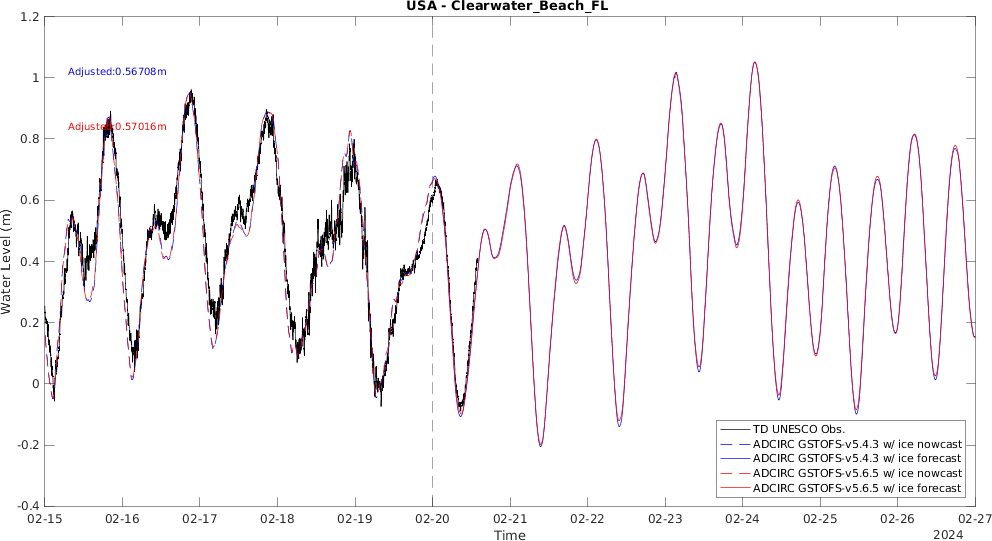 USA - Clearwater_Beach_FL
Water Level (m)
1.2
1
0.8
0.6
0.4
0.2
0
-0.2
-0.4
Adjusted:0.56708m
Adjusted:0.57016m
TD UNESCO Obs.
ADCIRC GSTOFS-v5.4.3 w/ ice nowcast
ADCIRC GSTOFS-v5.4.3 w/ ice forecast
ADCIRC GSTOFS-v5.6.5 w/ ice nowcast
ADCIRC GSTOFS-v5.6.5 w/ ice forecast
02-15 02-16 02-17 02-18 02-19 02-20 02-21 02-22 02-23 02-24 02-25 02-26 02-27
Time
2024